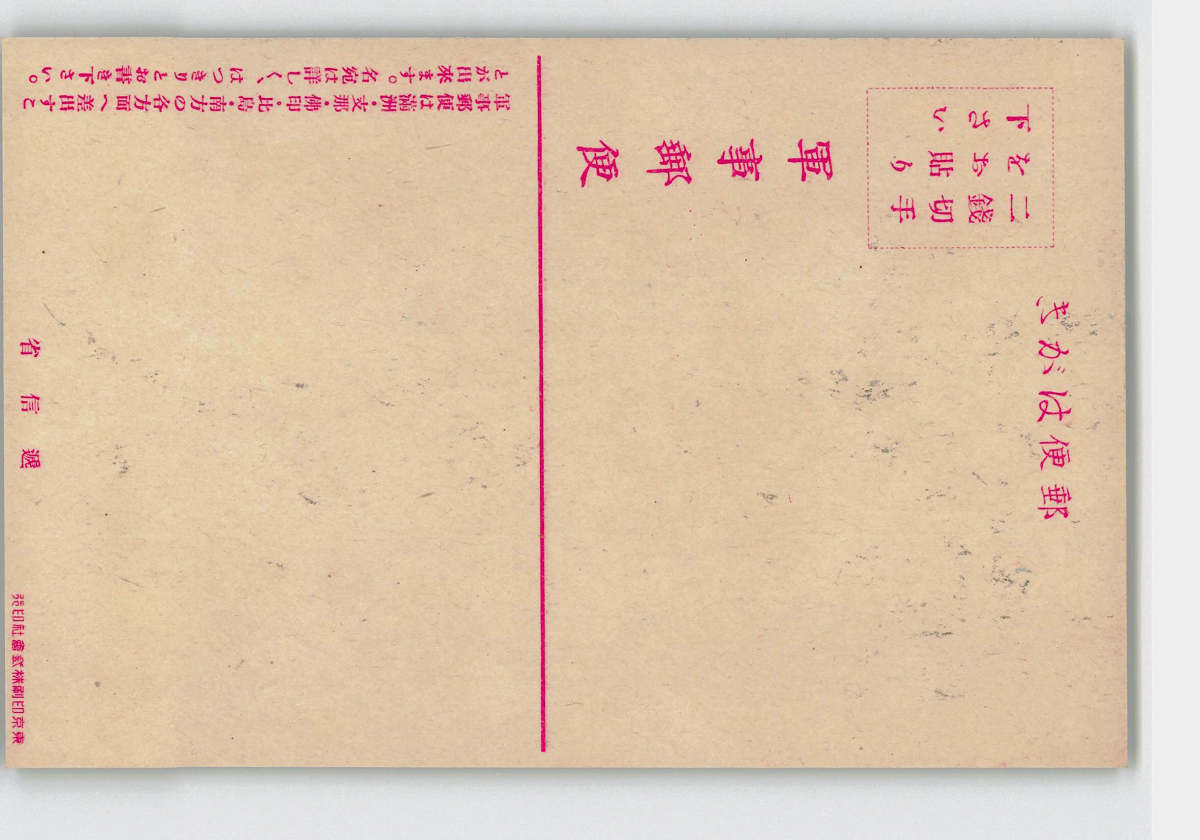 郵便はがき
二錢切手
をお貼り
下さい
軍事郵便
軍事郵便は滿洲・支那・佛印・比島・南方の各方面へ差出すこ
とが出來ます。名宛は詳しく、はつきりとお書き下さい。
遞信省
東京印刷株式會社印行